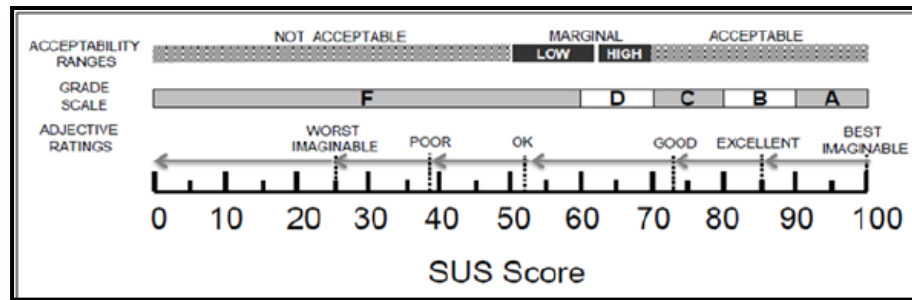 ACCEPTABILITY RANGES
NOT ACCEPTABLE
MARGINAL
ACCEPTABLE
LOW
HIGH
GRADE SCALE
F
D
C
B
A
ADJECTIVE RATINGS
WORST IMAGINABLE
POOR
OK
GOOD
EXCELLENT
BEST IMAGINABLE
0 10 20 30 40 50 60 70 80 90 100
SUS Score